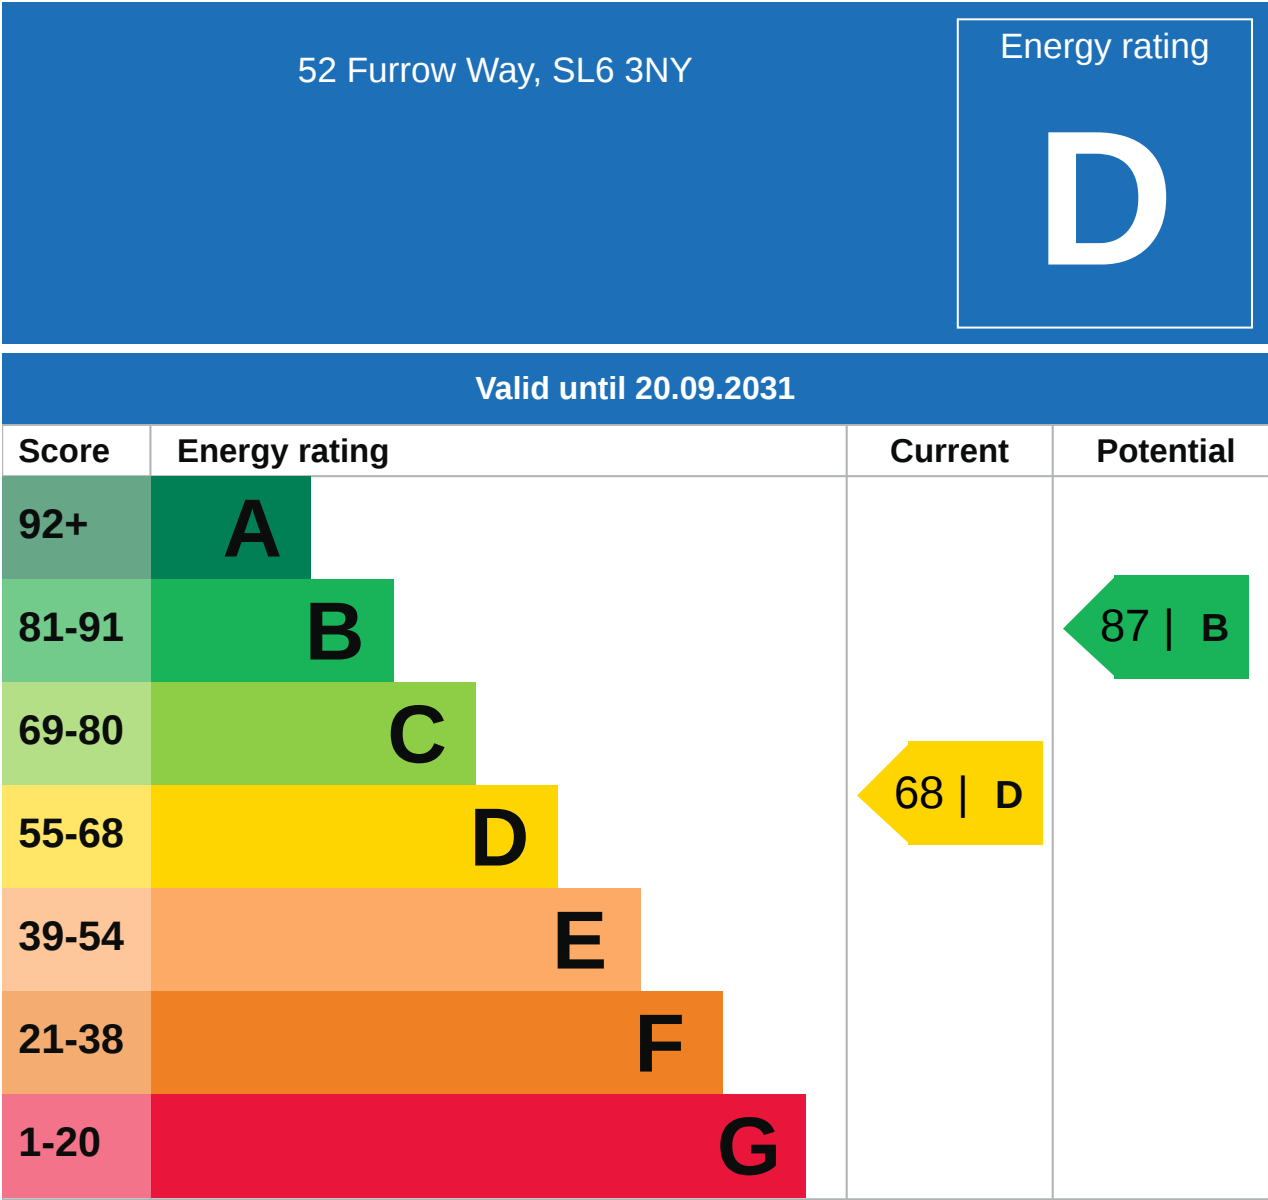 52 Furrow Way, SL6 3NY
Energy rating
D
Valid until 20.09.2031
Score Energy rating Current Potential
92+ A
81-91 B 87 | B
69-80 C
68 | D
55-68 D
39-54 E
21-38 F
1-20 G